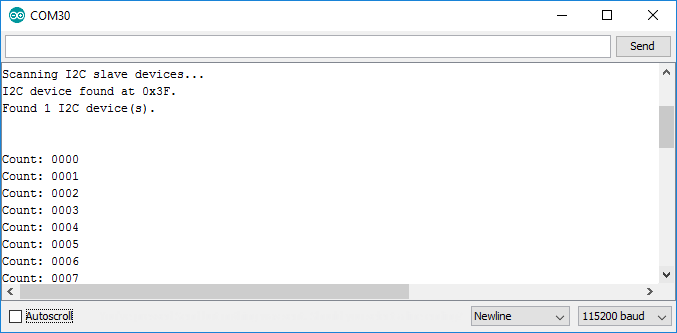 COM30
Send
Scanning I2C slave devices...
I2C device found at 0x3F.
Found 1 I2C device(s).
Count: 0000
Count: 0001
Count: 0002
Count: 0003
Count: 0004
Count: 0005
Count: 0006
Count: 0007
Autoscroll
Newline
115200 baud